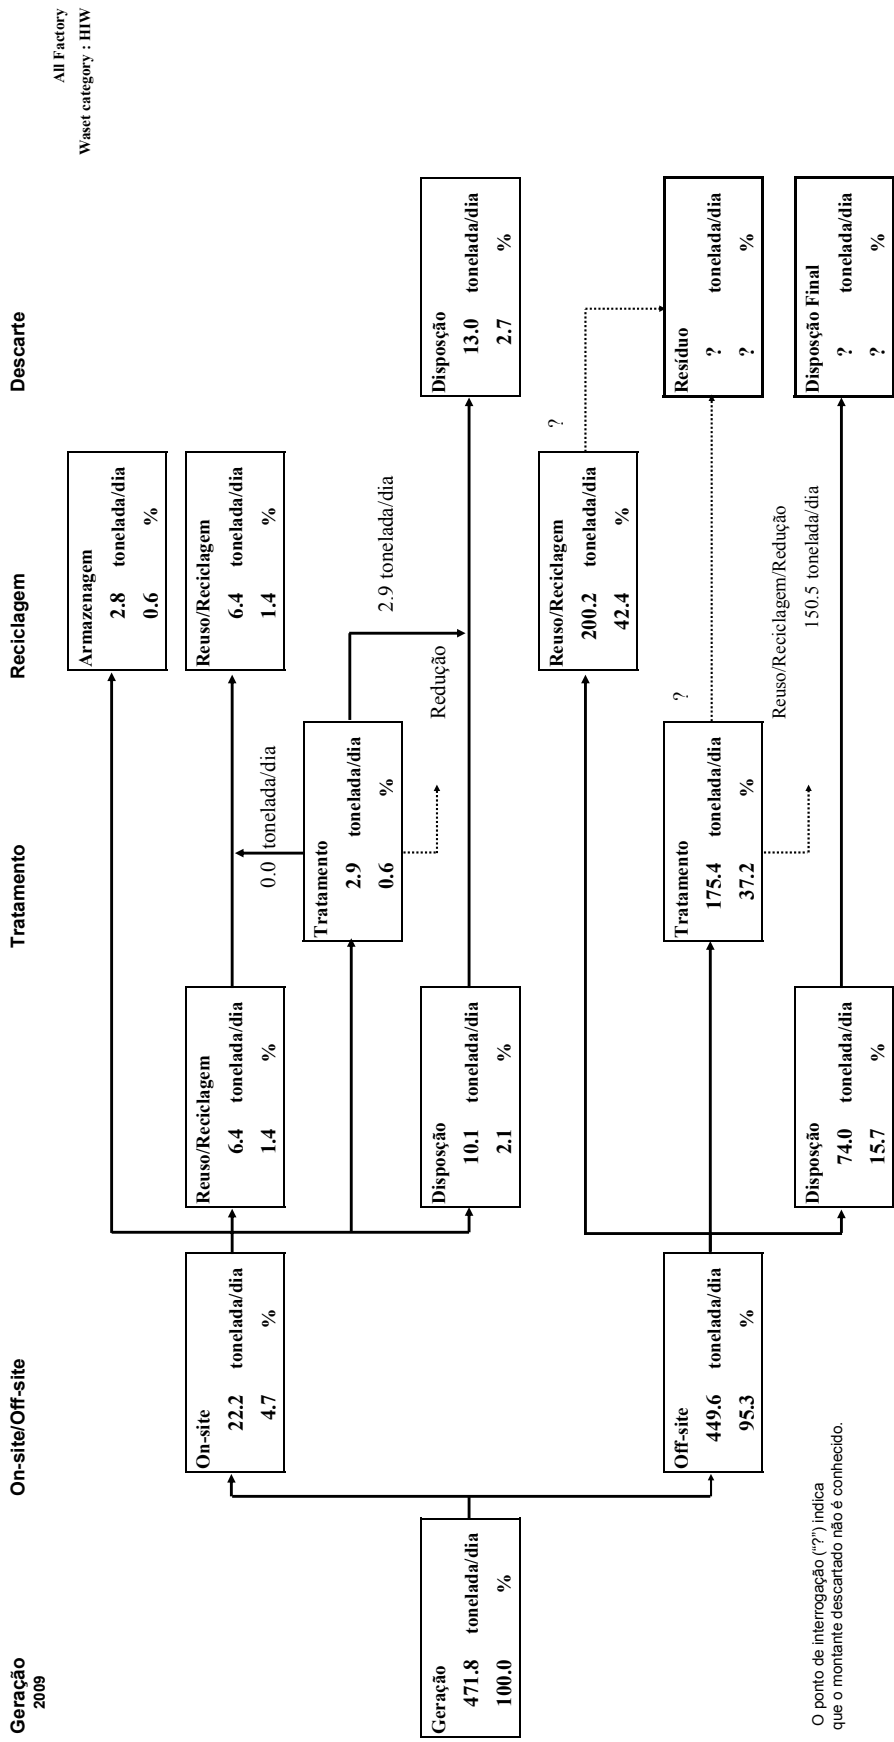 All Factory
Waset category : HIW
Geração
2009
On-site/Off-site
Tratamento
Reciclagem
Descarte
Geração
471.8 tonelada/dia
100.0 %
On-site
22.2 tonelada/dia
4.7 %
Armazenagem
2.8 tonelada/dia
0.6 %
Reuso/Reciclagem
6.4 tonelada/dia
1.4 %
Reuso/Reciclagem
6.4 tonelada/dia
1.4 %
0.0 tonelada/dia
Tratamento
2.9 tonelada/dia
0.6 %
2.9 tonelada/dia
Redução
Disposção
10.1 tonelada/dia
2.1 %
Disposção
13.0 tonelada/dia
2.7 %
Off-site
449.6 tonelada/dia
95.3 %
Reuso/Reciclagem
200.2 tonelada/dia
42.4 %
?
Tratamento
175.4 tonelada/dia
37.2 %
?
Resíduo
? tonelada/dia
? %
Reuso/Reciclagem/Redução
150.5 tonelada/dia
Disposção
74.0 tonelada/dia
15.7 %
Disposção Final
? tonelada/dia
? %
O ponto de interrogação (“?”) indica
que o montante descartado não é conhecido.